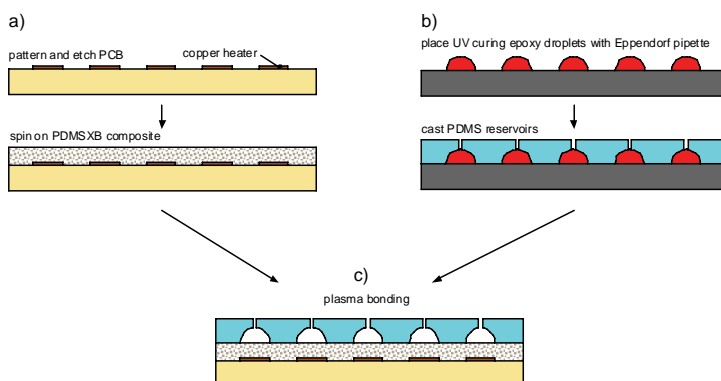 a)
pattern and etch PCB
copper heater
spin on PDMSXB composite
b)
place UV curing epoxy droplets with Eppendorf pipette
cast PDMS reservoirs
c)
plasma bonding